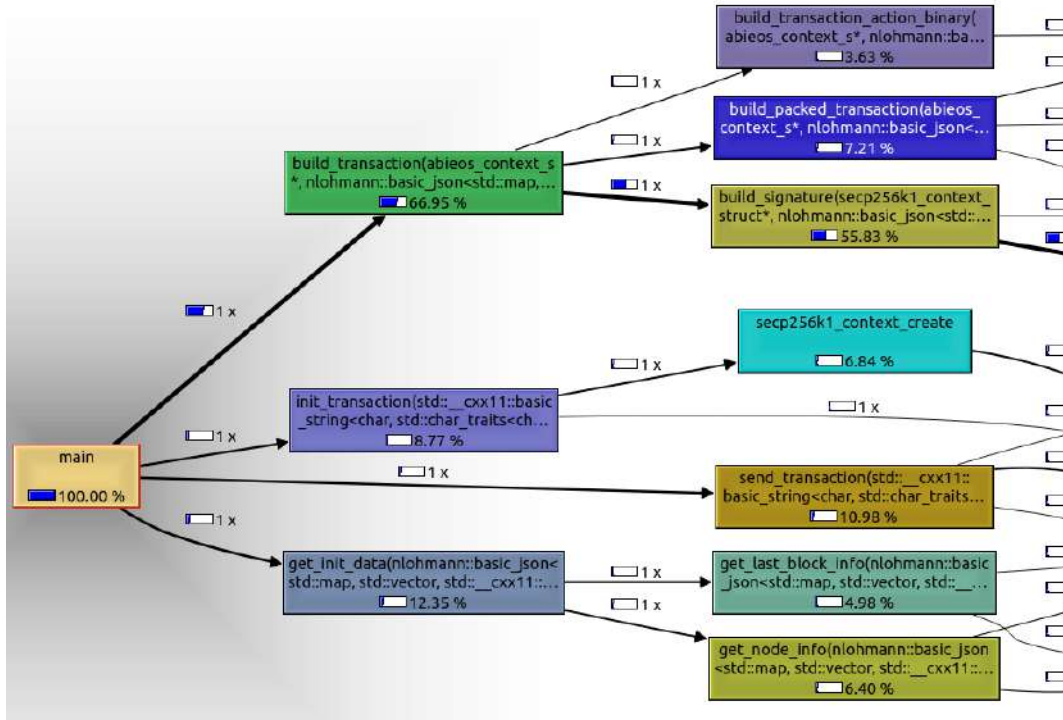 build_transaction_action_binary(
abieos_context_s*, nlohmann::ba...
3.63 %
1 x
build_packed_transaction(abieos_
context_s*, nlohmann::basic_json<...
7.21 %
1 x
build_transaction(abieos_context_s
*, nlohmann::basic_json<std::map,...
66.95 %
1 x
build_signature(secp256k1_context_
struct*, nlohmann::basic_json<std::...
55.83 %
1 x
secp256k1_context_create
6.84 %
1 x
init_transaction(std::__cxx11::basic
_string<char, std::char_traits<ch...
8.77 %
1 x
1 x
main
100.00 %
1 x
send_transaction(std::__cxx11::
basic_string<char, std::char_traits...
10.98 %
1 x
get_init_data(nlohmann::basic_json<
std::map, std::vector, std::__cxx11::...
12.35 %
1 x
get_last_block_info(nlohmann::basic
_json<std::map, std::vector, std::__...
4.98 %
1 x
get_node_info(nlohmann::basic_json
<std::map, std::vector, std::__cxx11::...
6.40 %